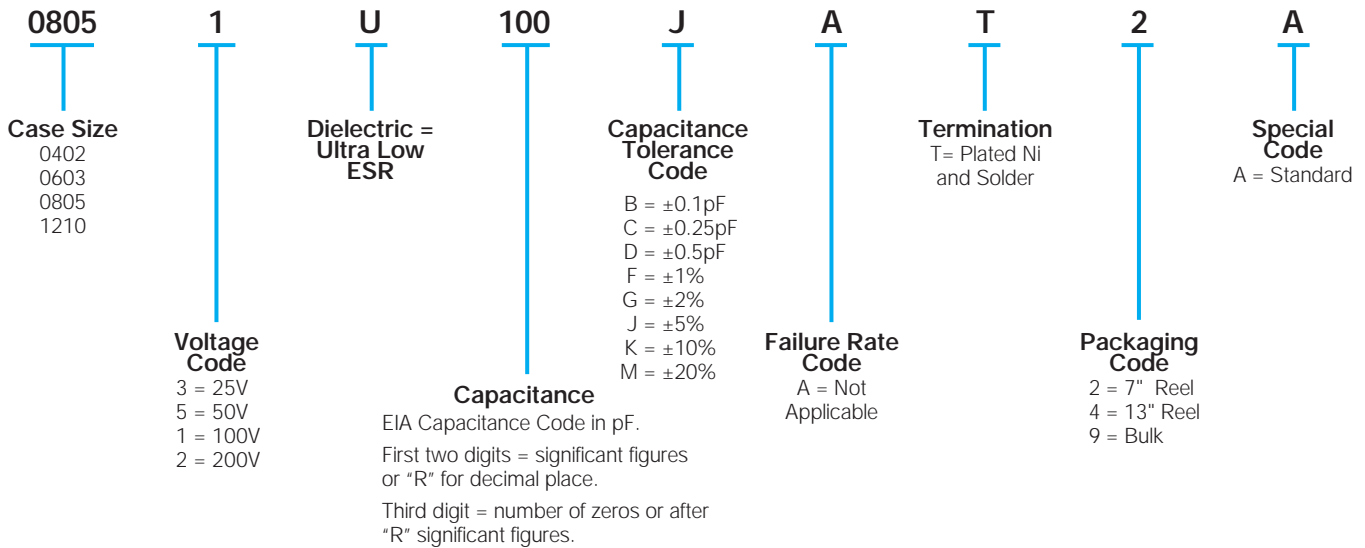 0805 1 U 100 J A T 2 A
Case Size
0402
0603
0805
1210
Voltage
Code
3 = 25V
5 = 50V
1 = 100V
2 = 200V
Dielectric =
Ultra Low
ESR
Capacitance
EIA Capacitance Code in pF.
First two digits = significant figures
or “R” for decimal place.
Third digit = number of zeros or after
“R” significant figures.
Capacitance
Tolerance
Code
B = ±0.1pF
C = ±0.25pF
D = ±0.5pF
F = ±1%
G = ±2%
J = ±5%
K = ±10%
M = ±20%
Failure Rate
Code
A = Not
Applicable
Termination
T= Plated Ni
and Solder
Packaging
Code
2 = 7" Reel
4 = 13" Reel
9 = Bulk
Special
Code
A = Standard